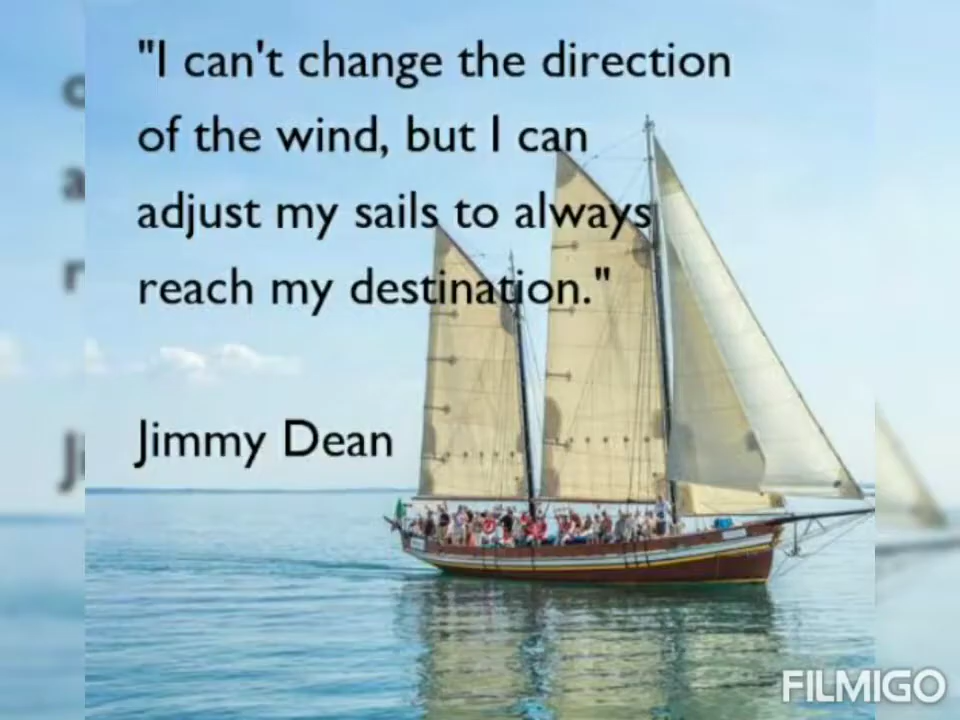 "I can't change the direction
of the wind, but I can
adjust my sails to always
reach my destination."
Jimmy Dean
FILMIGO